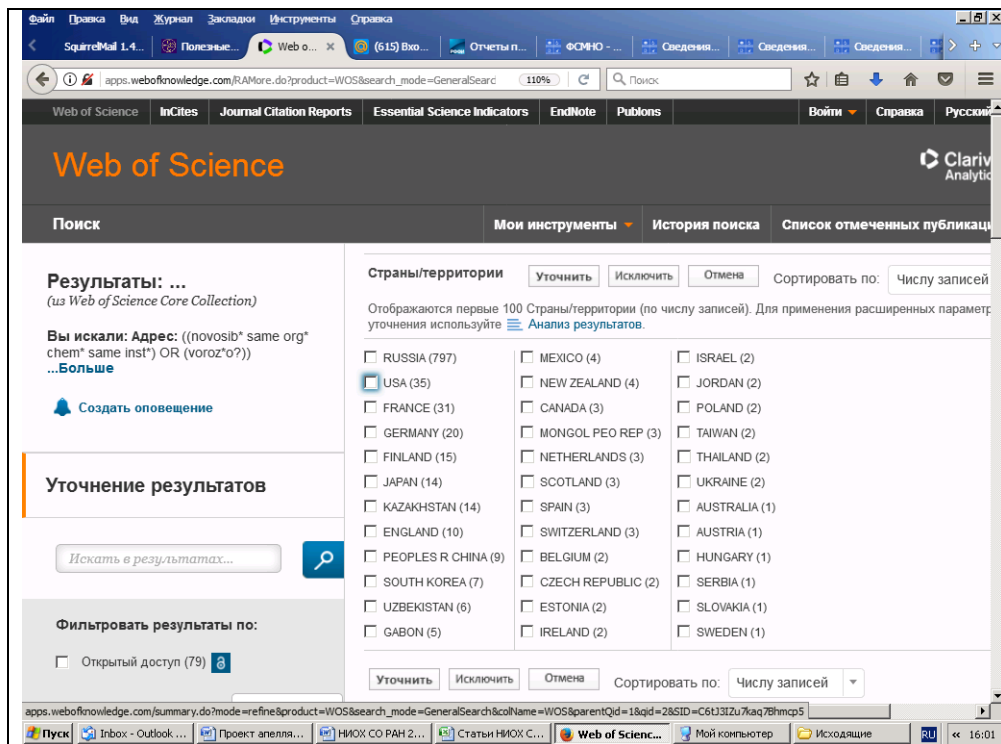 Файл Правка Вид Журнал Закладки Инструменты Справка
SquirrelMail 1.4... Полезные... Web o... (615) Вхо... Отчеты п... ФСМНО - ... Сведения... Сведения...
apps.webofknowledge.com/RAMore.do?product=WOS&search_mode=GeneralSearc 110% Поиск
Web of Science InCites Journal Citation Reports Essential Science Indicators EndNote Publons Войти Справка Русский
Web of Science
Clariv
Analytic
Поиск Мои инструменты История поиска Список отмеченных публикаци
Результаты: ...
(из Web of Science Core Collection)
Вы искали: Адрес: ((novosib* same org*
chem* same inst*) OR (voroz*o?))
...Больше
Создать оповещение
Уточнение результатов
Искать в результатах...
Фильтровать результаты по:
Открытый доступ (79)
Страны/территории Уточнить Исключить Отмена Сортировать по: Числу записей
Отображаются первые 100 Страны/территории (по числу записей). Для применения расширенных параметр
уточнения используйте Анализ результатов.
RUSSIA (797) MEXICO (4) ISRAEL (2)
USA (35) NEW ZEALAND (4) JORDAN (2)
FRANCE (31) CANADA (3) POLAND (2)
GERMANY (20) MONGOL PEO REP (3) TAIWAN (2)
FINLAND (15) NETHERLANDS (3) THAILAND (2)
JAPAN (14) SCOTLAND (3) UKRAINE (2)
KAZAKHSTAN (14) SPAIN (3) AUSTRALIA (1)
ENGLAND (10) SWITZERLAND (3) AUSTRIA (1)
PEOPLES R CHINA (9) BELGIUM (2) HUNGARY (1)
SOUTH KOREA (7) CZECH REPUBLIC (2) SERBIA (1)
UZBEKISTAN (6) ESTONIA (2) SLOVAKIA (1)
GABON (5) IRELAND (2) SWEDEN (1)
Уточнить Исключить Отмена Сортировать по: Числу записей
apps.webofknowledge.com/summary.do?mode=refine&product=WOS&search_mode=GeneralSearch&colName=WOS&parentQid=1&qid=2&SID=C6tJ3IZu7kaq7Bhmcp5
Пуск Inbox - Outlook ... Проект апелля... НИОХ СО РАН 2... Статьи НИОХ С... Web of Scienc... Мой компьютер Исходящие RU « 16:01